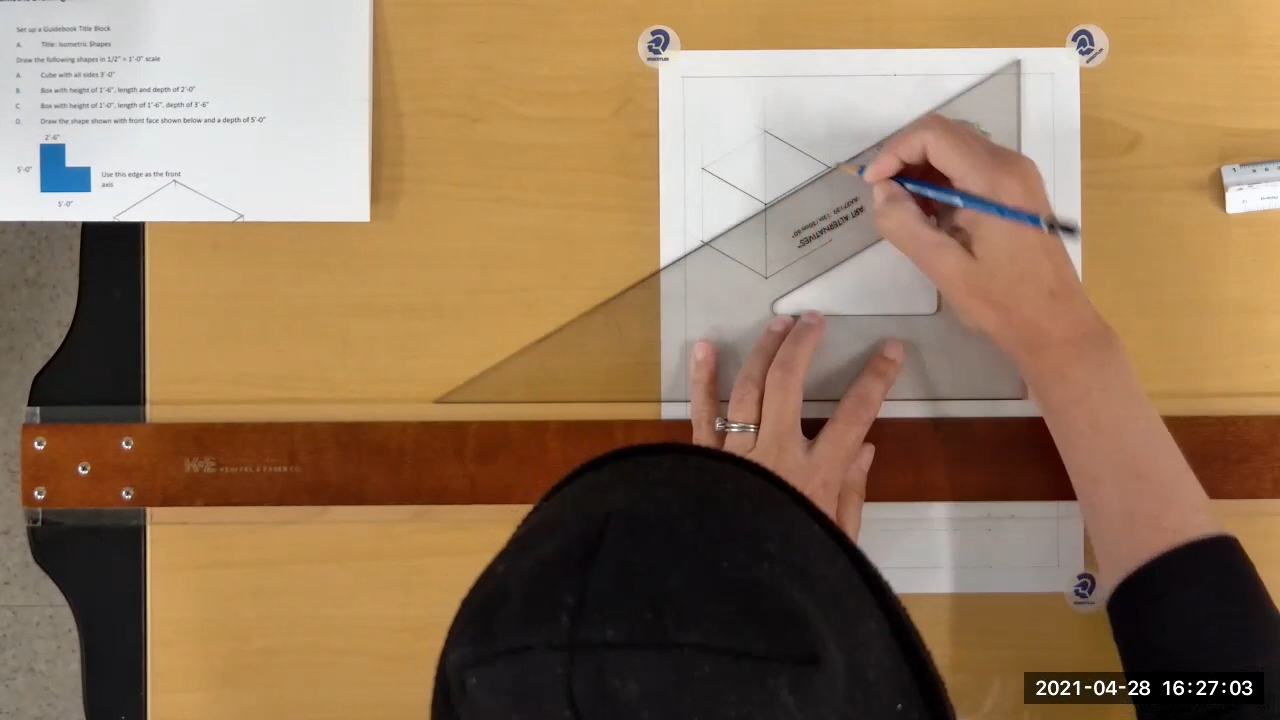 Set up a Guidebook Title Block
A. Title: Isometric Shapes
Draw the following shapes in 1/2" = 1'-0" scale
A. Cube with all sides 3'-0"
B. Box with height of 1'-6", length and depth of 2'-0"
C. Box with height of 1'-0", length of 1'-6", depth of 3'-6"
D. Draw the shape shown with front face shown below and a depth of 5'-0"
2'-6"
5'-0"
Use this edge as the front
axis
5'-0"
ART ALTERNATIVES
K+E
KEUFFEL & ESSER CO.
2021-04-28 16:27:03